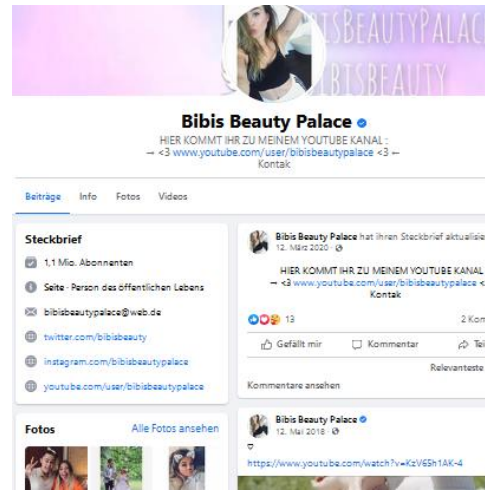 BIBISBEAUTYPALAC
BIBISBEAUTY
Bibis Beauty Palace
HIER KOMMT IHR ZU MEINEM YOUTUBE KANAL :
→ <3 www.youtube.com/user/bibisbeautypalace <3 ←
Kontak
Beiträge Info Fotos Videos
Steckbrief
1,1 Mio. Abonnenten
Seite · Person des öffentlichen Lebens
bibisbeautypalace@web.de
twitter.com/bibisbeauty
instagram.com/bibisbeautypalace
youtube.com/user/bibisbeautypalace
Fotos Alle Fotos ansehen
Bibis Beauty Palace hat ihren Steckbrief aktualisie
12. März 2020 ·
HIER KOMMT IHR ZU MEINEM YOUTUBE KANAL
→ <3 www.youtube.com/user/bibisbeautypalace <
Kontak
13 2 Kom
Gefällt mir Kommentar Tei
Relevanteste
Kommentare ansehen
Bibis Beauty Palace
12. Mai 2018 ·
https://www.youtube.com/watch?v=KzV65h1AK-4